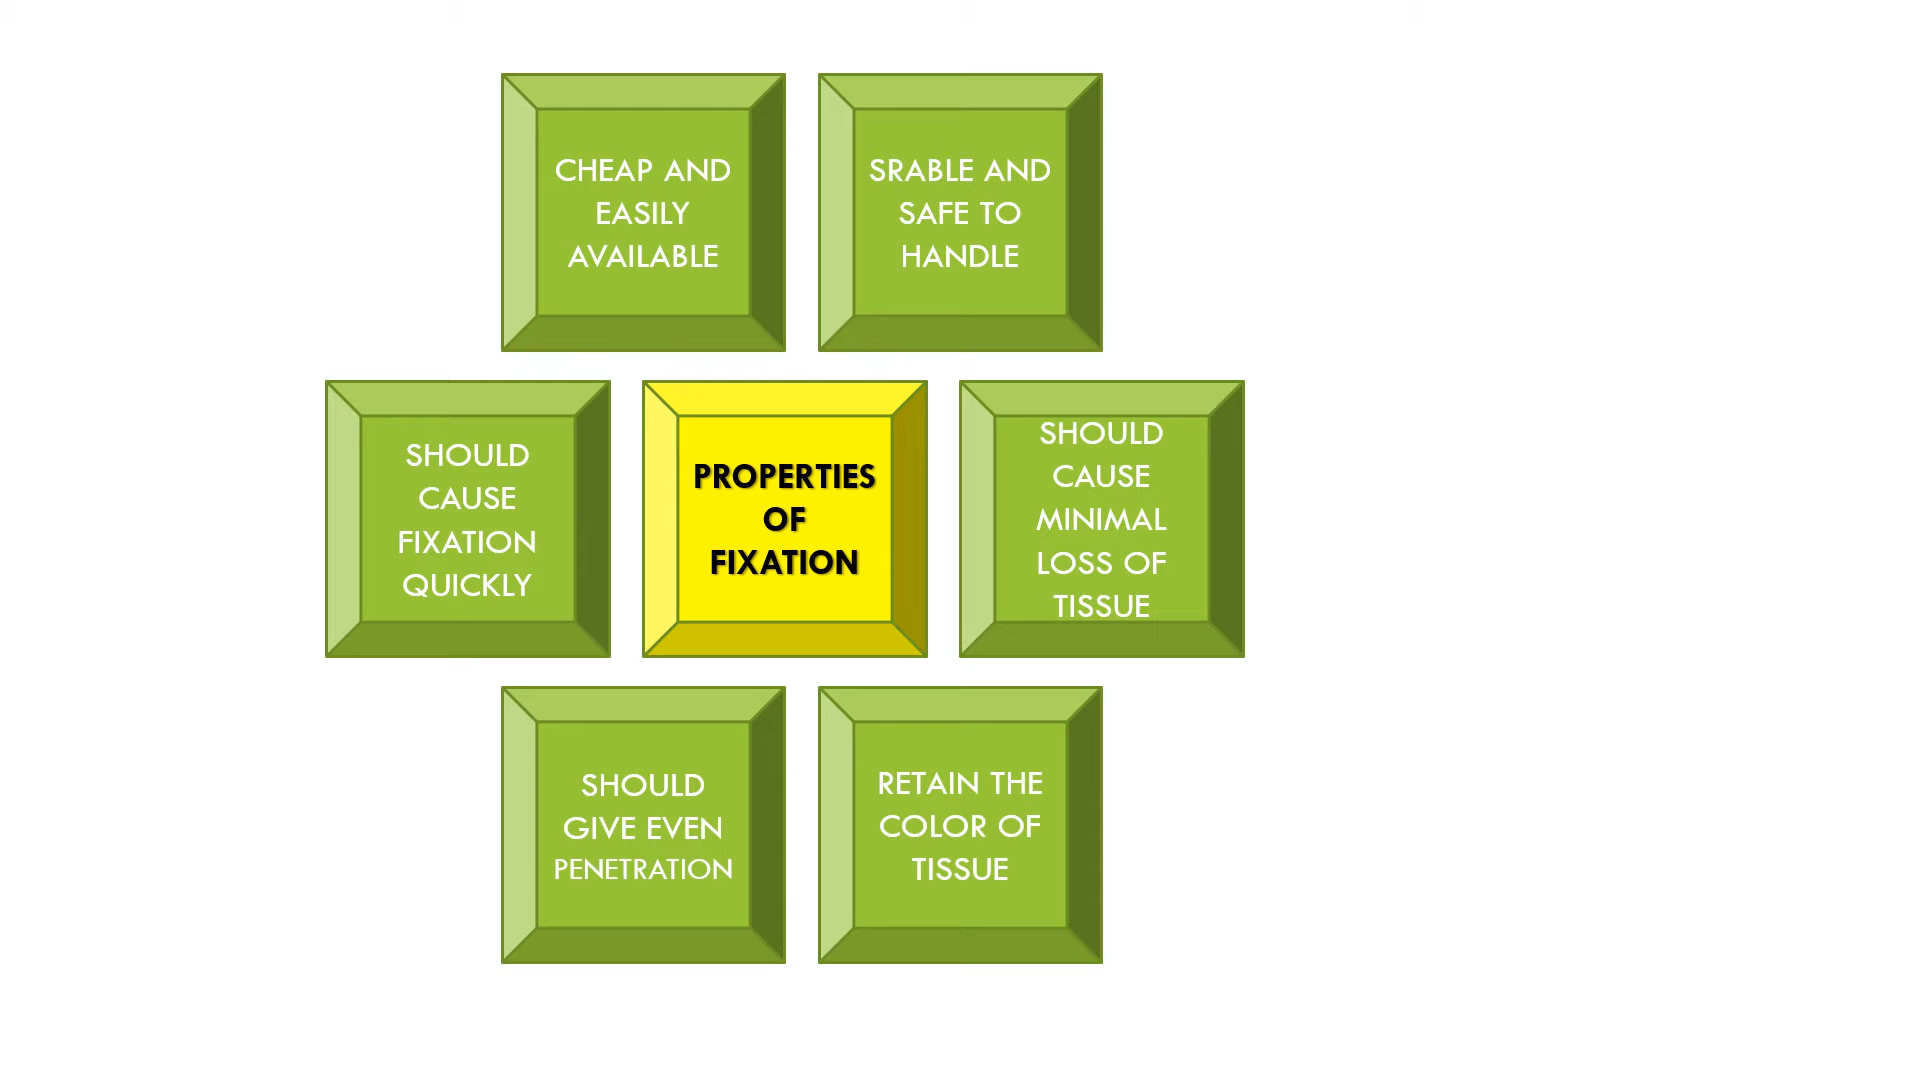 CHEAP AND
EASILY
AVAILABLE
SRABLE AND
SAFE TO
HANDLE
SHOULD
CAUSE
FIXATION
QUICKLY
PROPERTIES
OF
FIXATION
SHOULD
CAUSE
MINIMAL
LOSS OF
TISSUE
SHOULD
GIVE EVEN
PENETRATION
RETAIN THE
COLOR OF
TISSUE